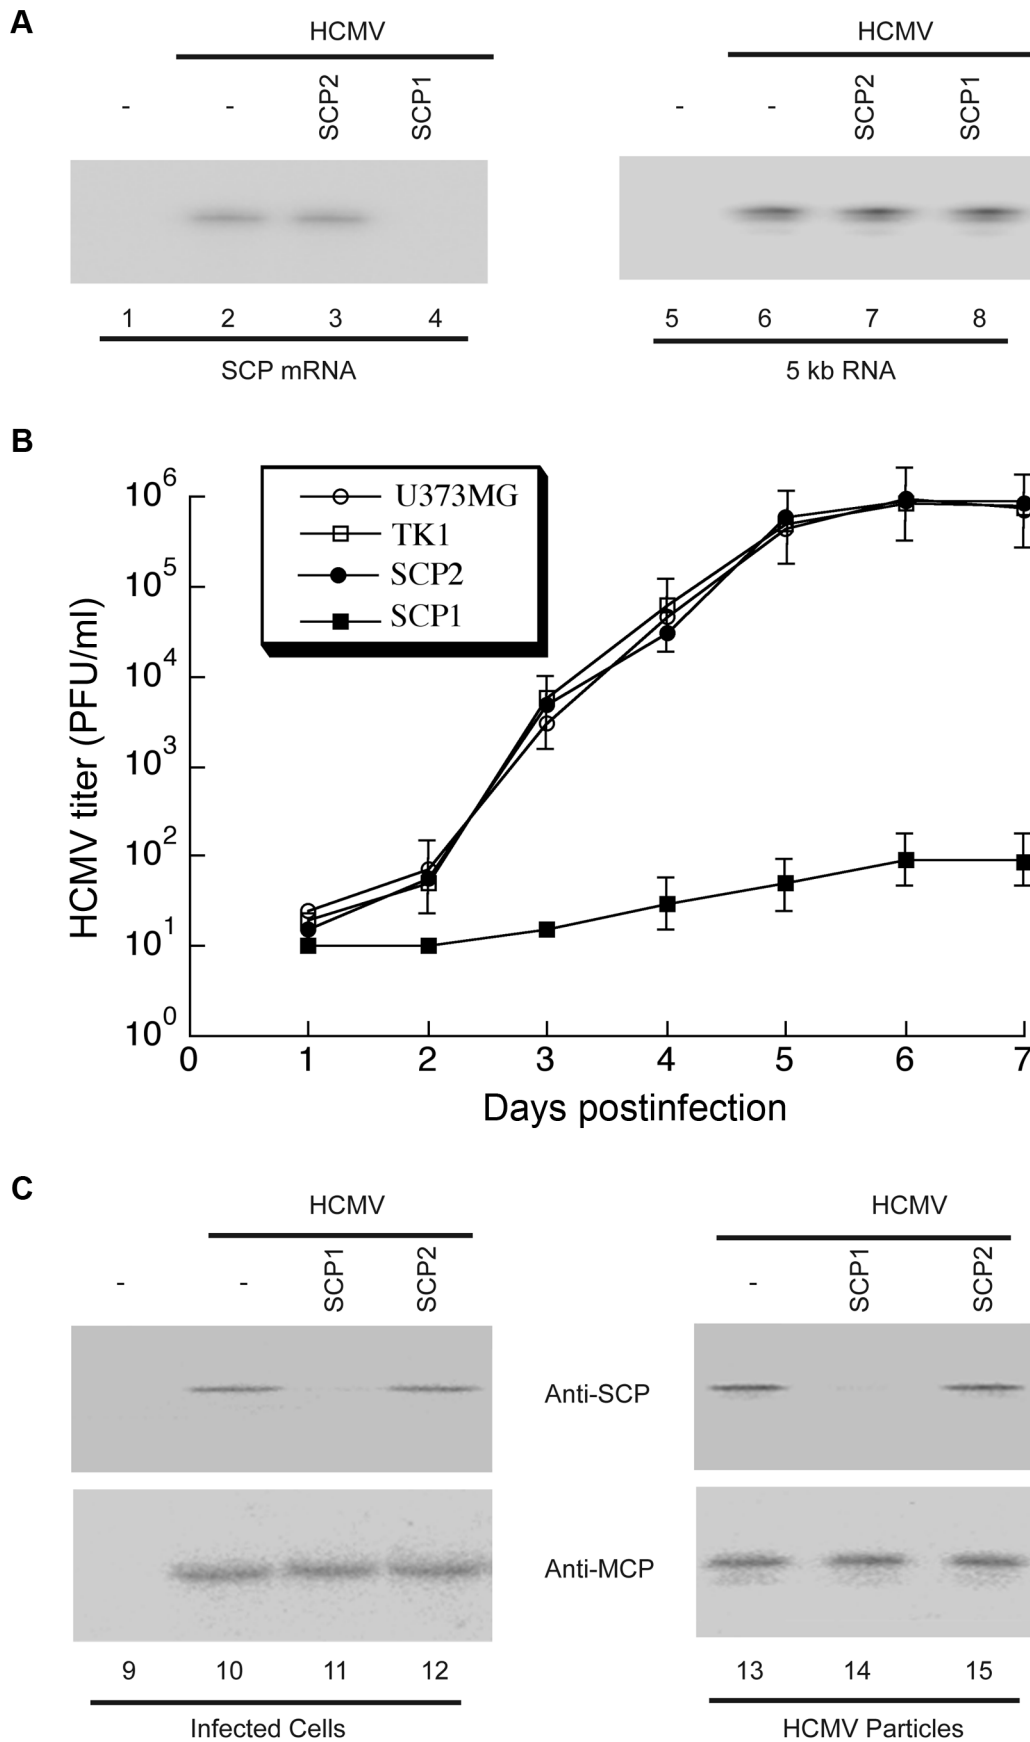 A
HCMV HCMV
- - SCP2 SCP1 - - SCP2 SCP1
1 2 3 4 5 6 7 8
SCP mRNA 5 kb RNA
B
U373MG
TK1
SCP2
SCP1
10^6
10^5
10^4
10^3
10^2
10^1
10^0
HCMV titer (PFU/ml)
0 1 2 3 4 5 6 7
Days postinfection
C
HCMV HCMV
- - SCP1 SCP2 - SCP1 SCP2
Anti-SCP
Anti-MCP
9 10 11 12 13 14 15
Infected Cells HCMV Particles